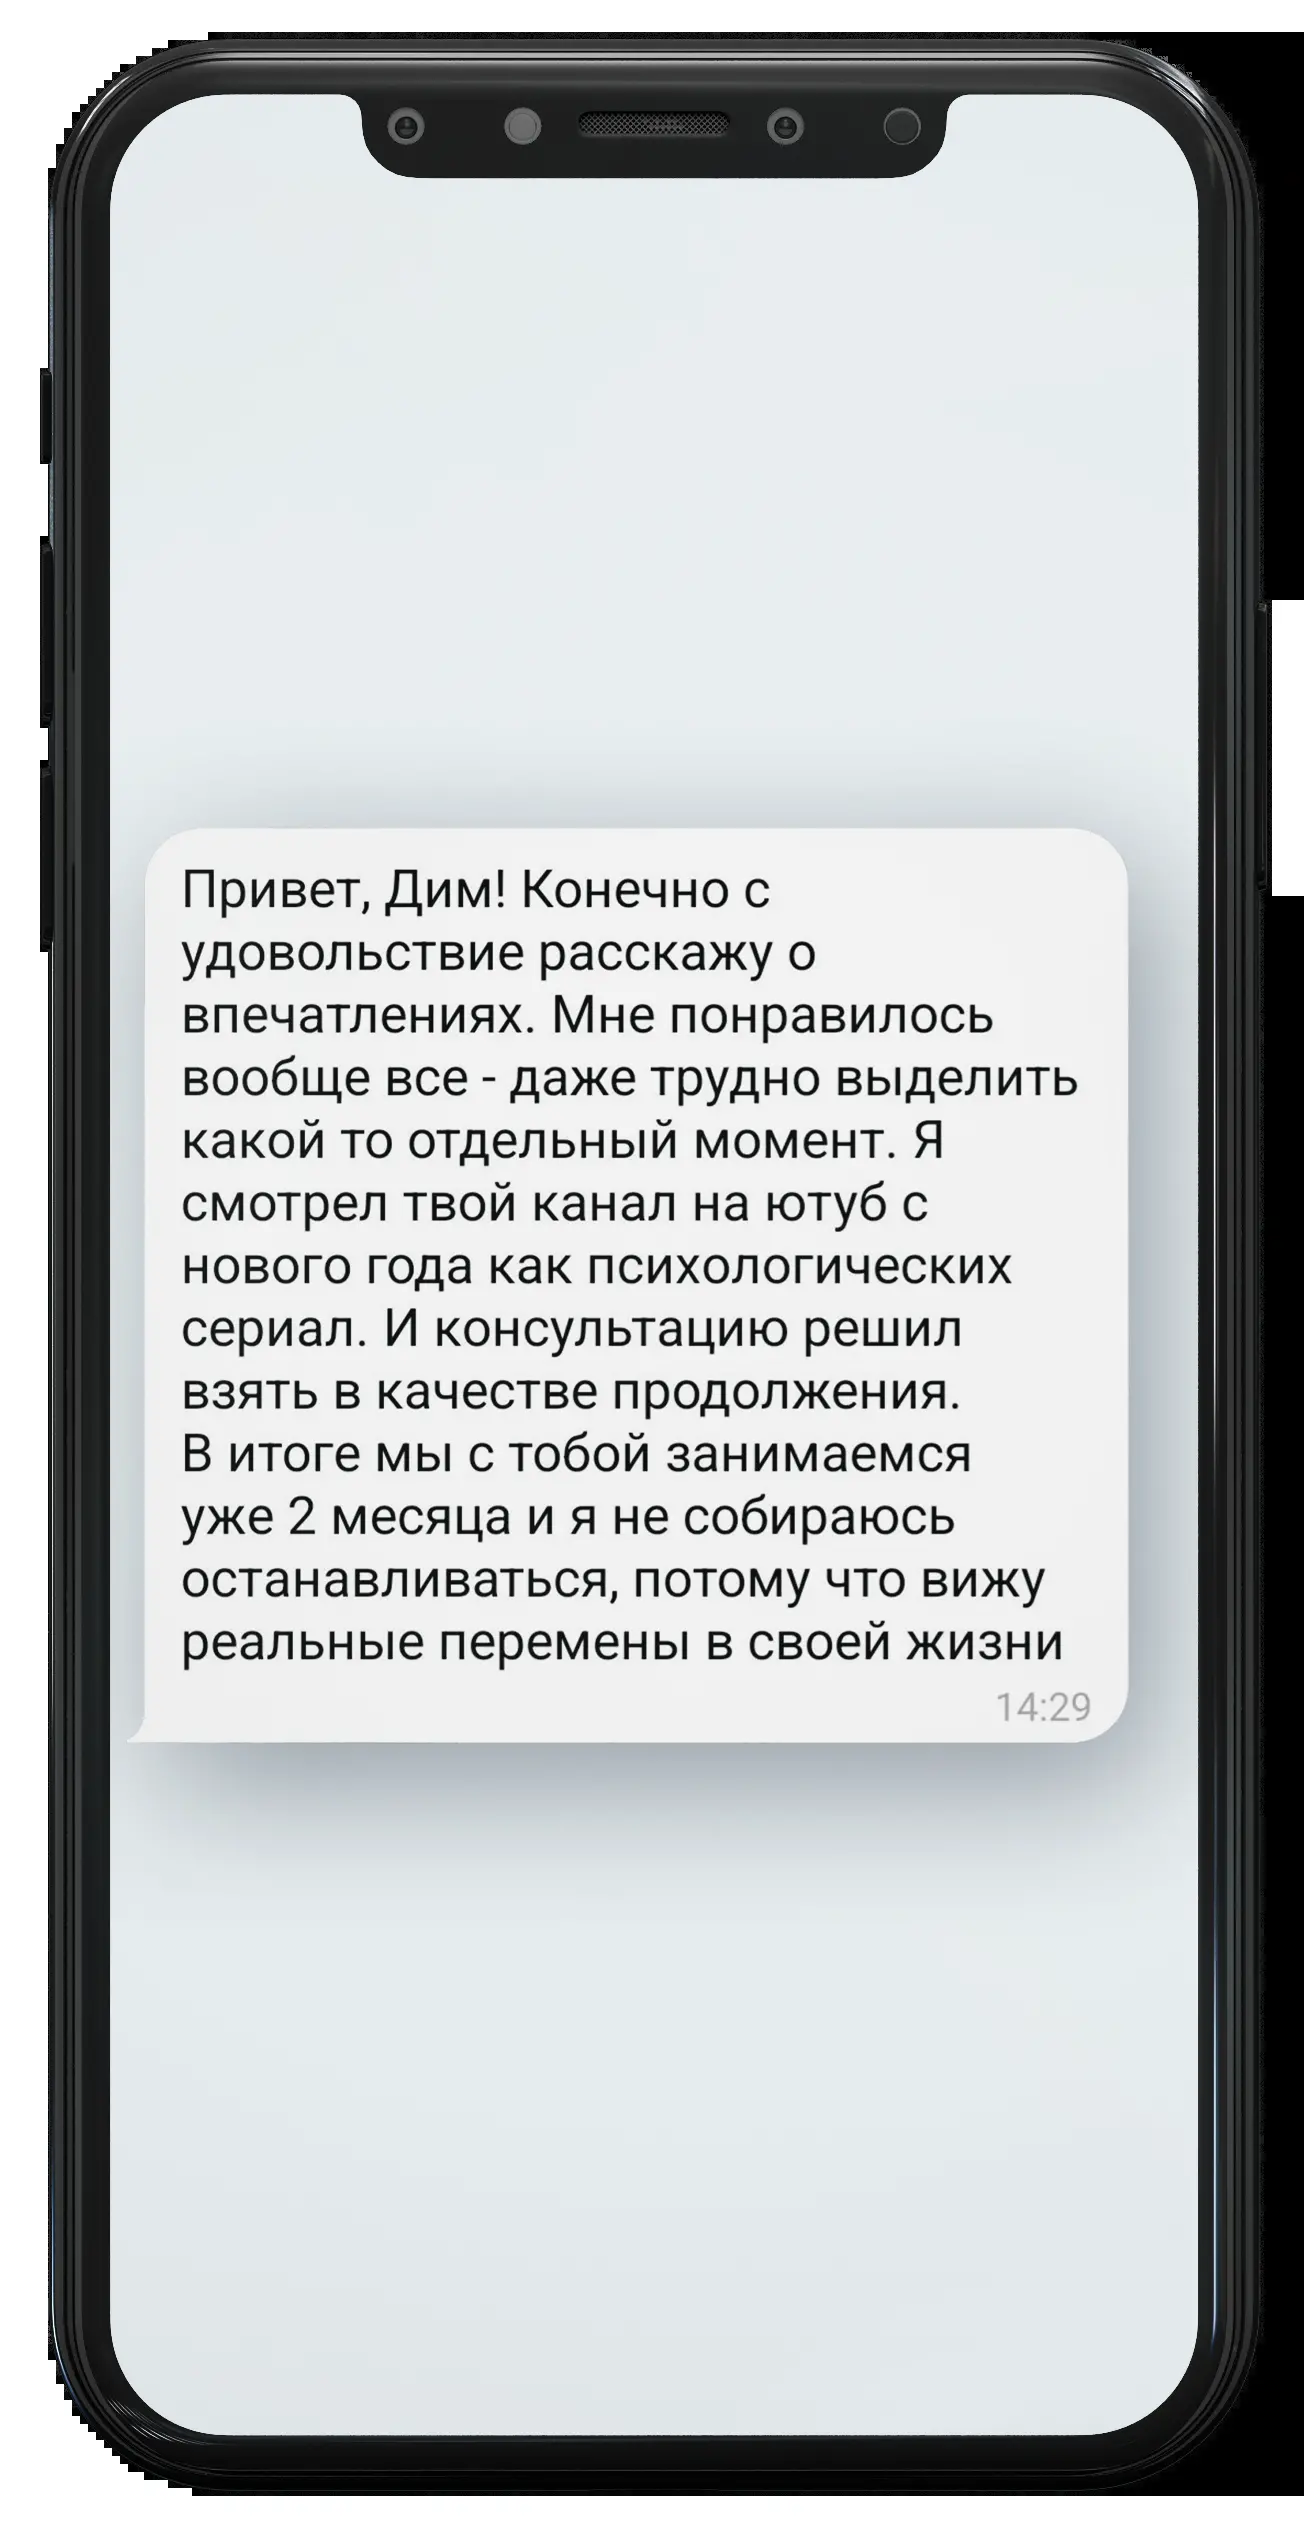 Привет, Дим! Конечно с
удовольствие расскажу о
впечатлениях. Мне понравилось
вообще все - даже трудно выделить
какой то отдельный момент. Я
смотрел твой канал на ютуб с
нового года как психологических
сериал. И консультацию решил
взять в качестве продолжения.
В итоге мы с тобой занимаемся
уже 2 месяца и я не собираюсь
останавливаться, потому что вижу
реальные перемены в своей жизни
14:29